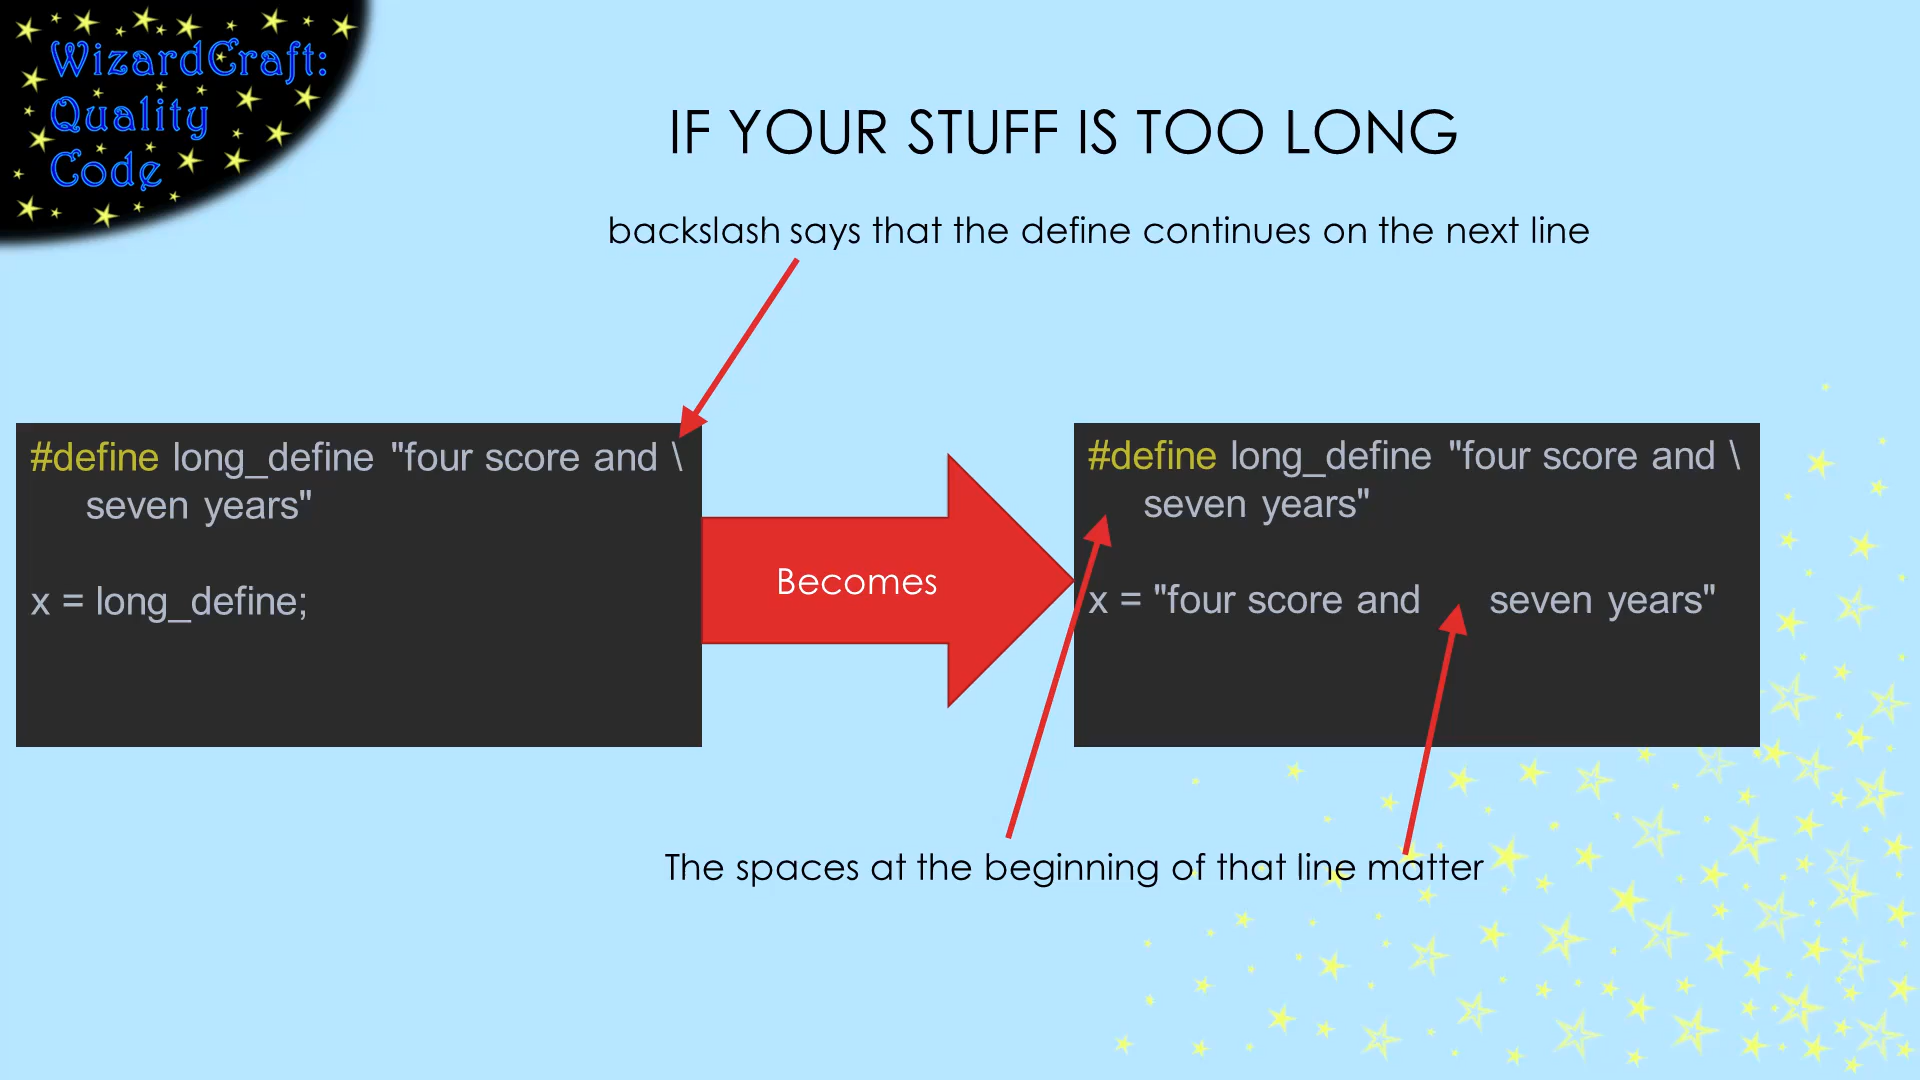 WizardCraft:
Quality
Code
IF YOUR STUFF IS TOO LONG
backslash says that the define continues on the next line
#define long_define "four score and \
seven years"
x = long_define;
Becomes
#define long_define "four score and \
seven years"
x = "four score and      seven years"
The spaces at the beginning of that line matter